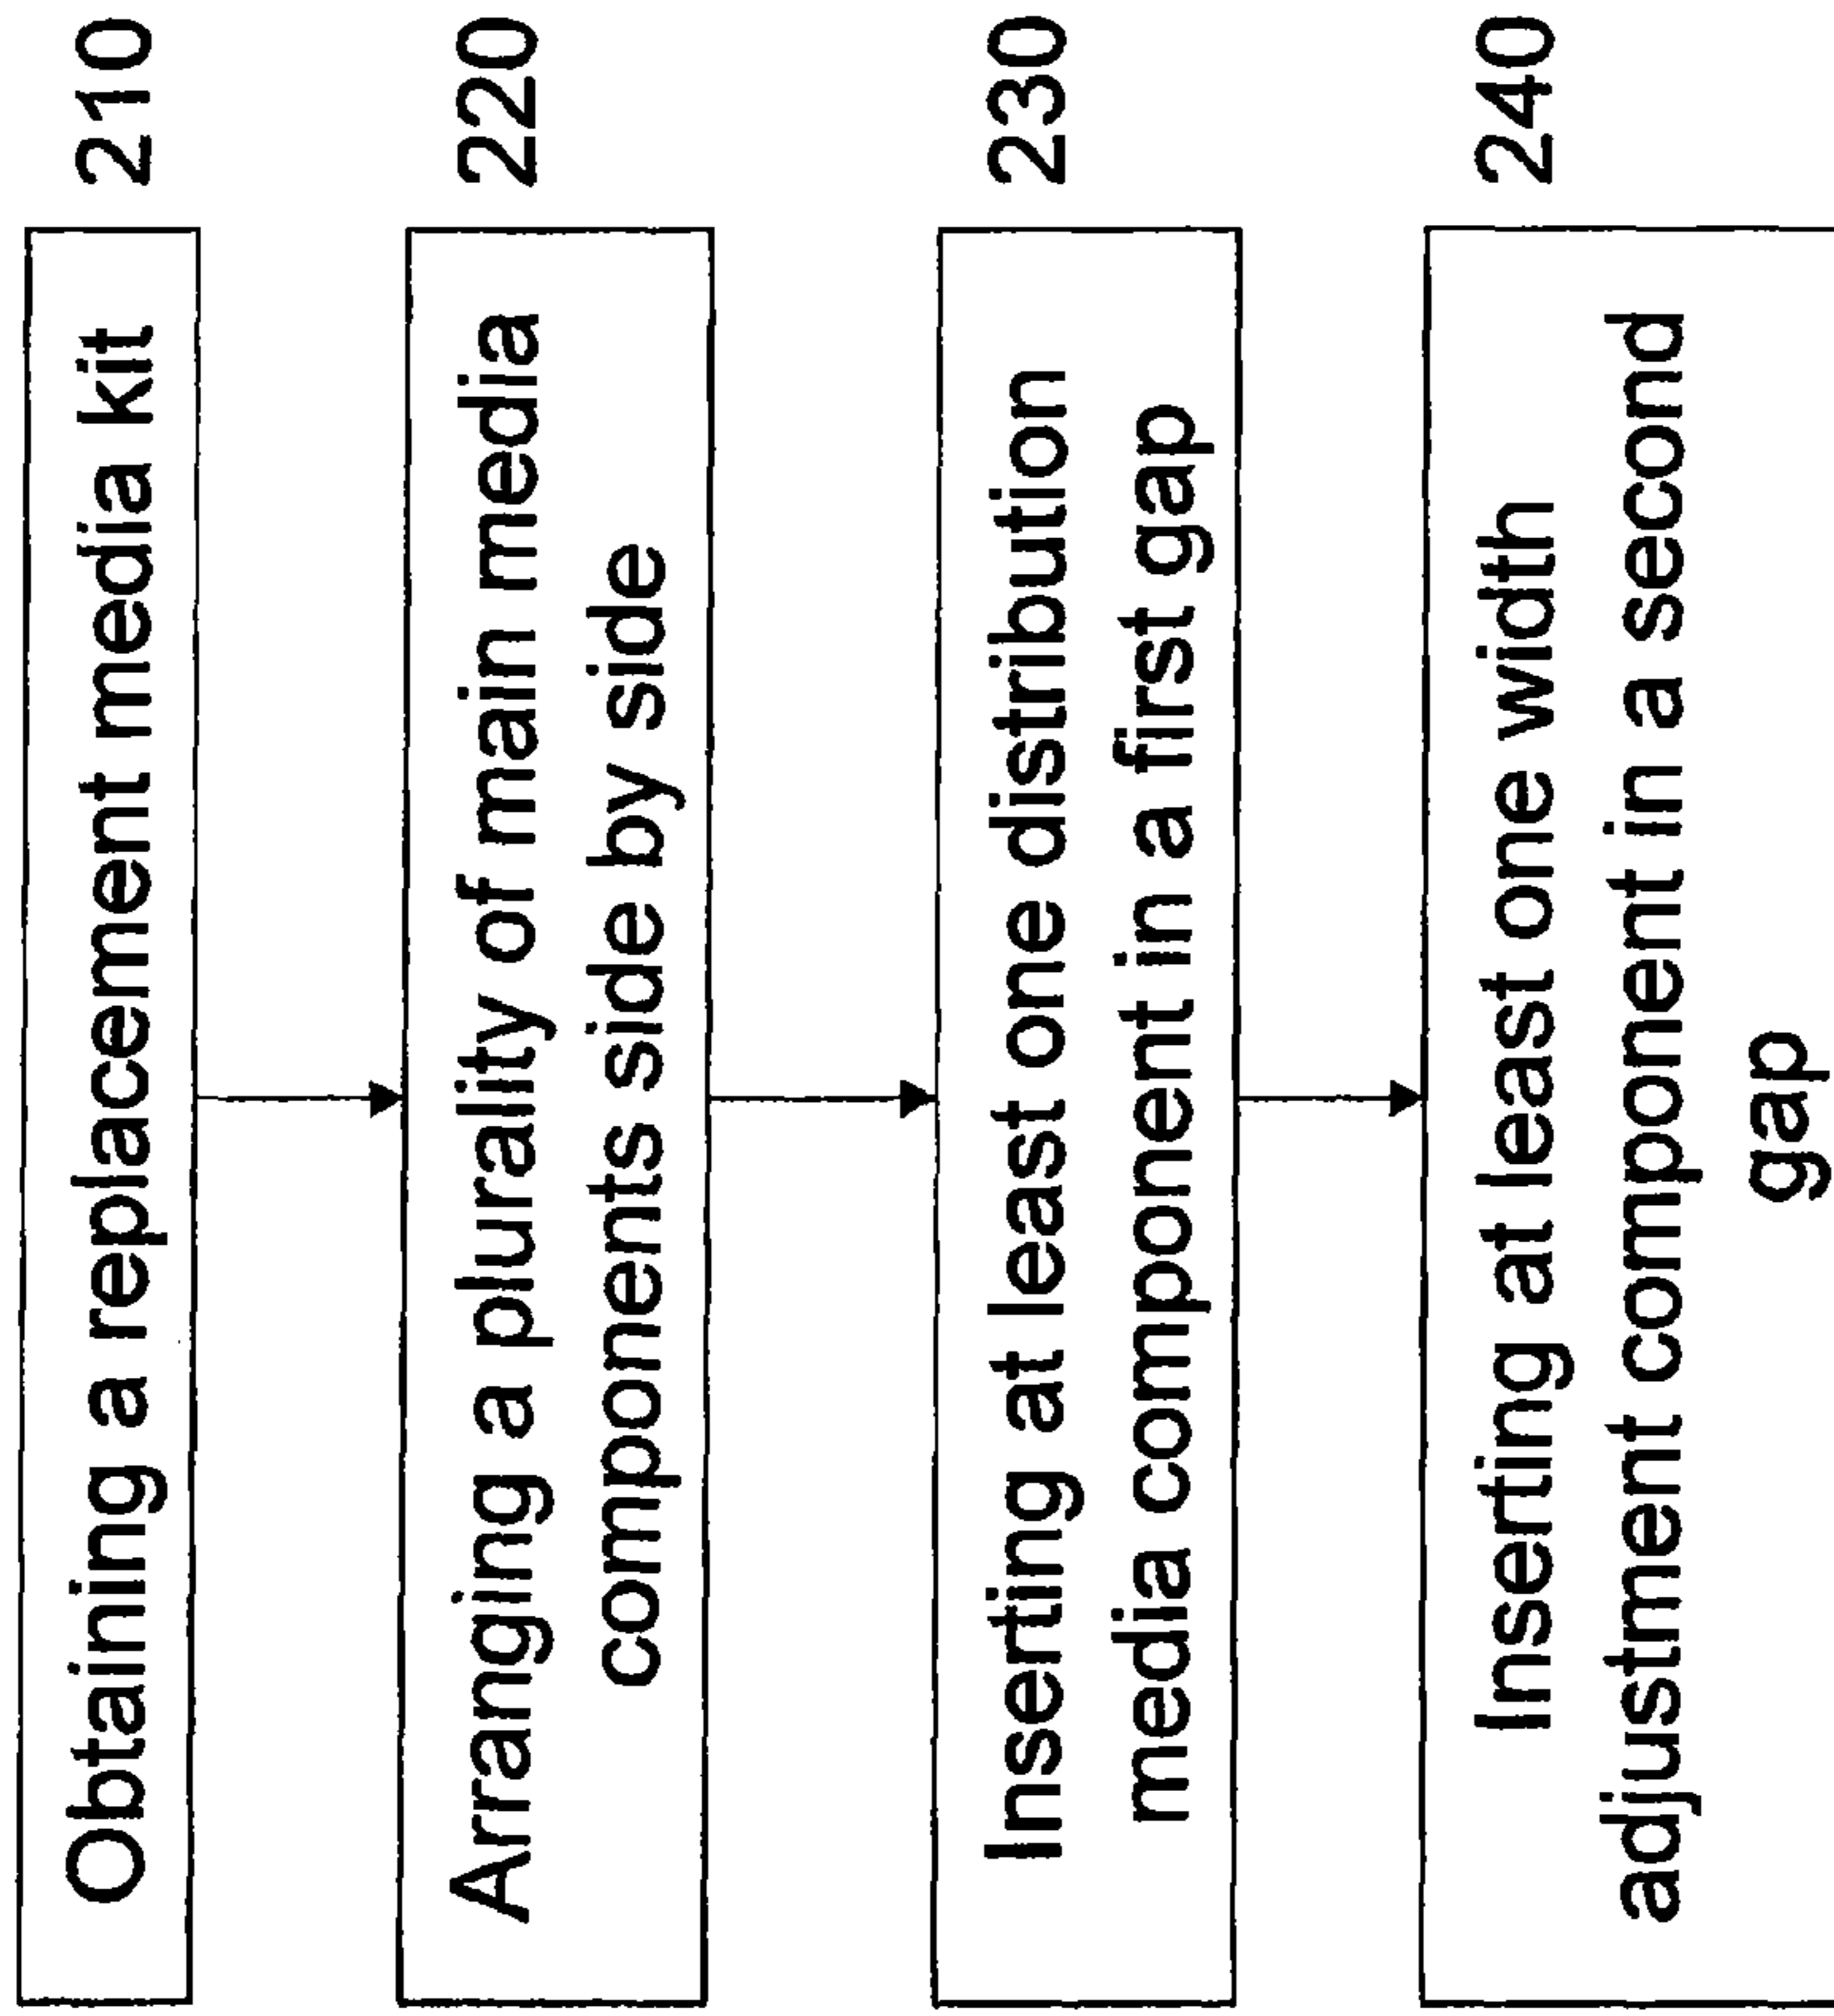 Obtaining a replacement media kit
210
Arranging a plurality of main media
components side by side
220
Inserting at least one distribution
media component in a first gap
230
Inserting at least one width
adjustment component in a second
gap
240